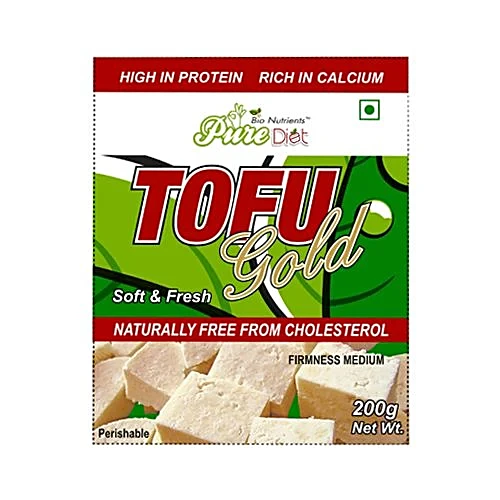 HIGH IN PROTEIN RICH IN CALCIUM
Bio Nutrients™
Pure Diet
TOFU
Gold
Soft & Fresh
NATURALLY FREE FROM CHOLESTEROL
FIRMNESS MEDIUM
200g
Net Wt.
Perishable